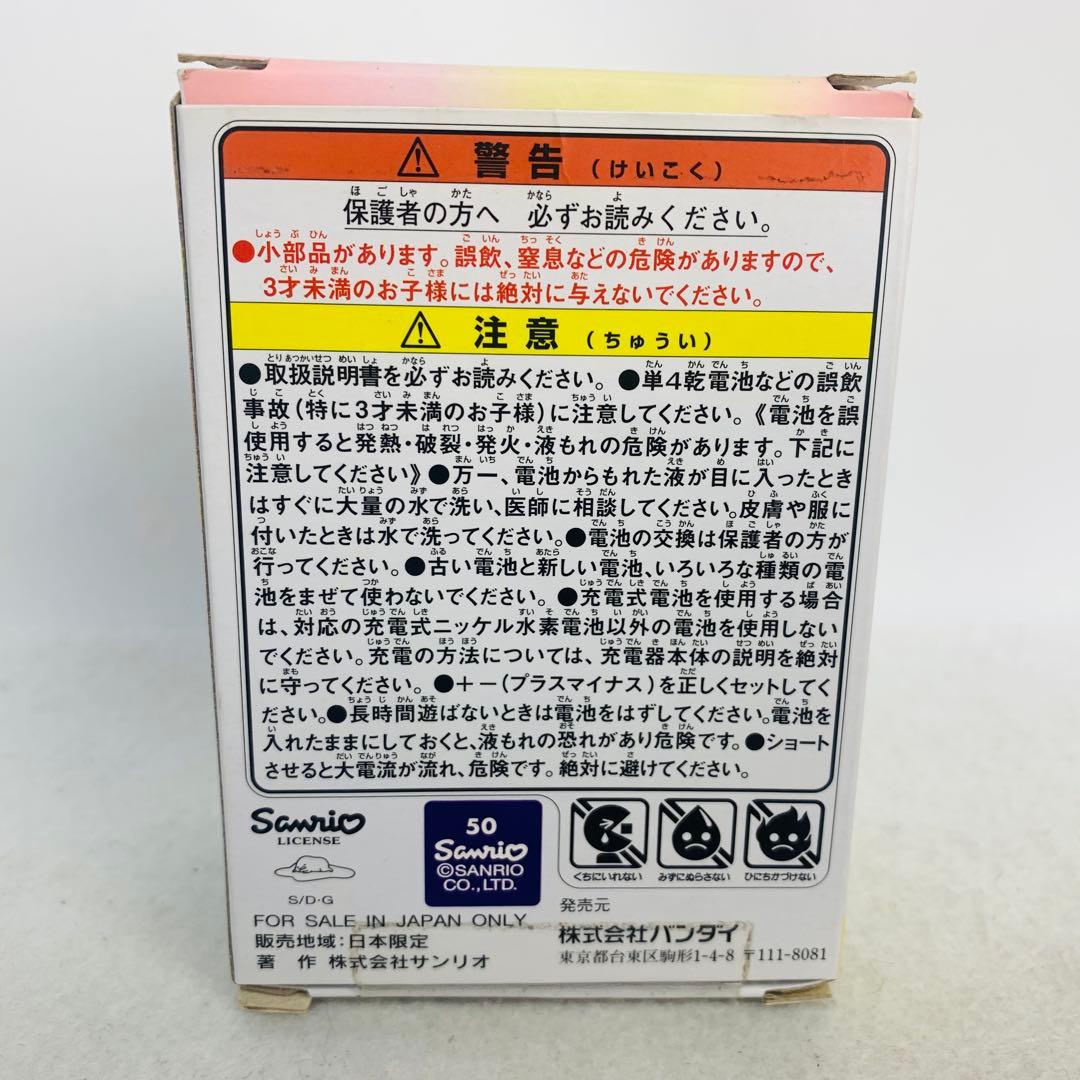 警告(けいこく)
保護者の方へ 必ずお読みください。
●小部品があります。誤飲、窒息などの危険がありますので、
3才未満のお子様には絶対に与えないでください。
注意(ちゅうい)
●取扱説明書を必ずお読みください。●単4乾電池などの誤飲
事故(特に3才未満のお子様)に注意してください。《電池を誤
使用すると発熱・破裂・発火・液もれの危険があります。下記に
注意してください》●万一、電池からもれた液が目に入ったとき
はすぐに大量の水で洗い、医師に相談してください。皮膚や服に
付いたときは水で洗ってください。●電池の交換は保護者の方が
行ってください。●古い電池と新しい電池、いろいろな種類の電
池をまぜて使わないでください。●充電式電池を使用する場合
は、対応の充電式ニッケル水素電池以外の電池を使用しない
でください。充電の方法については、充電器本体の説明を絶対
に守ってください。●+-(プラスマイナス)を正しくセットしてく
ださい。●長時間遊ばないときは電池をはずしてください。電池を
入れたままにしておくと、液もれの恐れがあり危険です。●ショート
させると大電流が流れ、危険です。絶対に避けてください。
Sanrio
LICENSE
S/D・G
50
Sanrio
©SANRIO
CO.,LTD.
くちにいれない
みずにぬらさない
ひにちかづけない
FOR SALE IN JAPAN ONLY
販売地域:日本限定
著 作 株式会社サンリオ
発売元
株式会社バンダイ
東京都台東区駒形1-4-8 〒111-8081